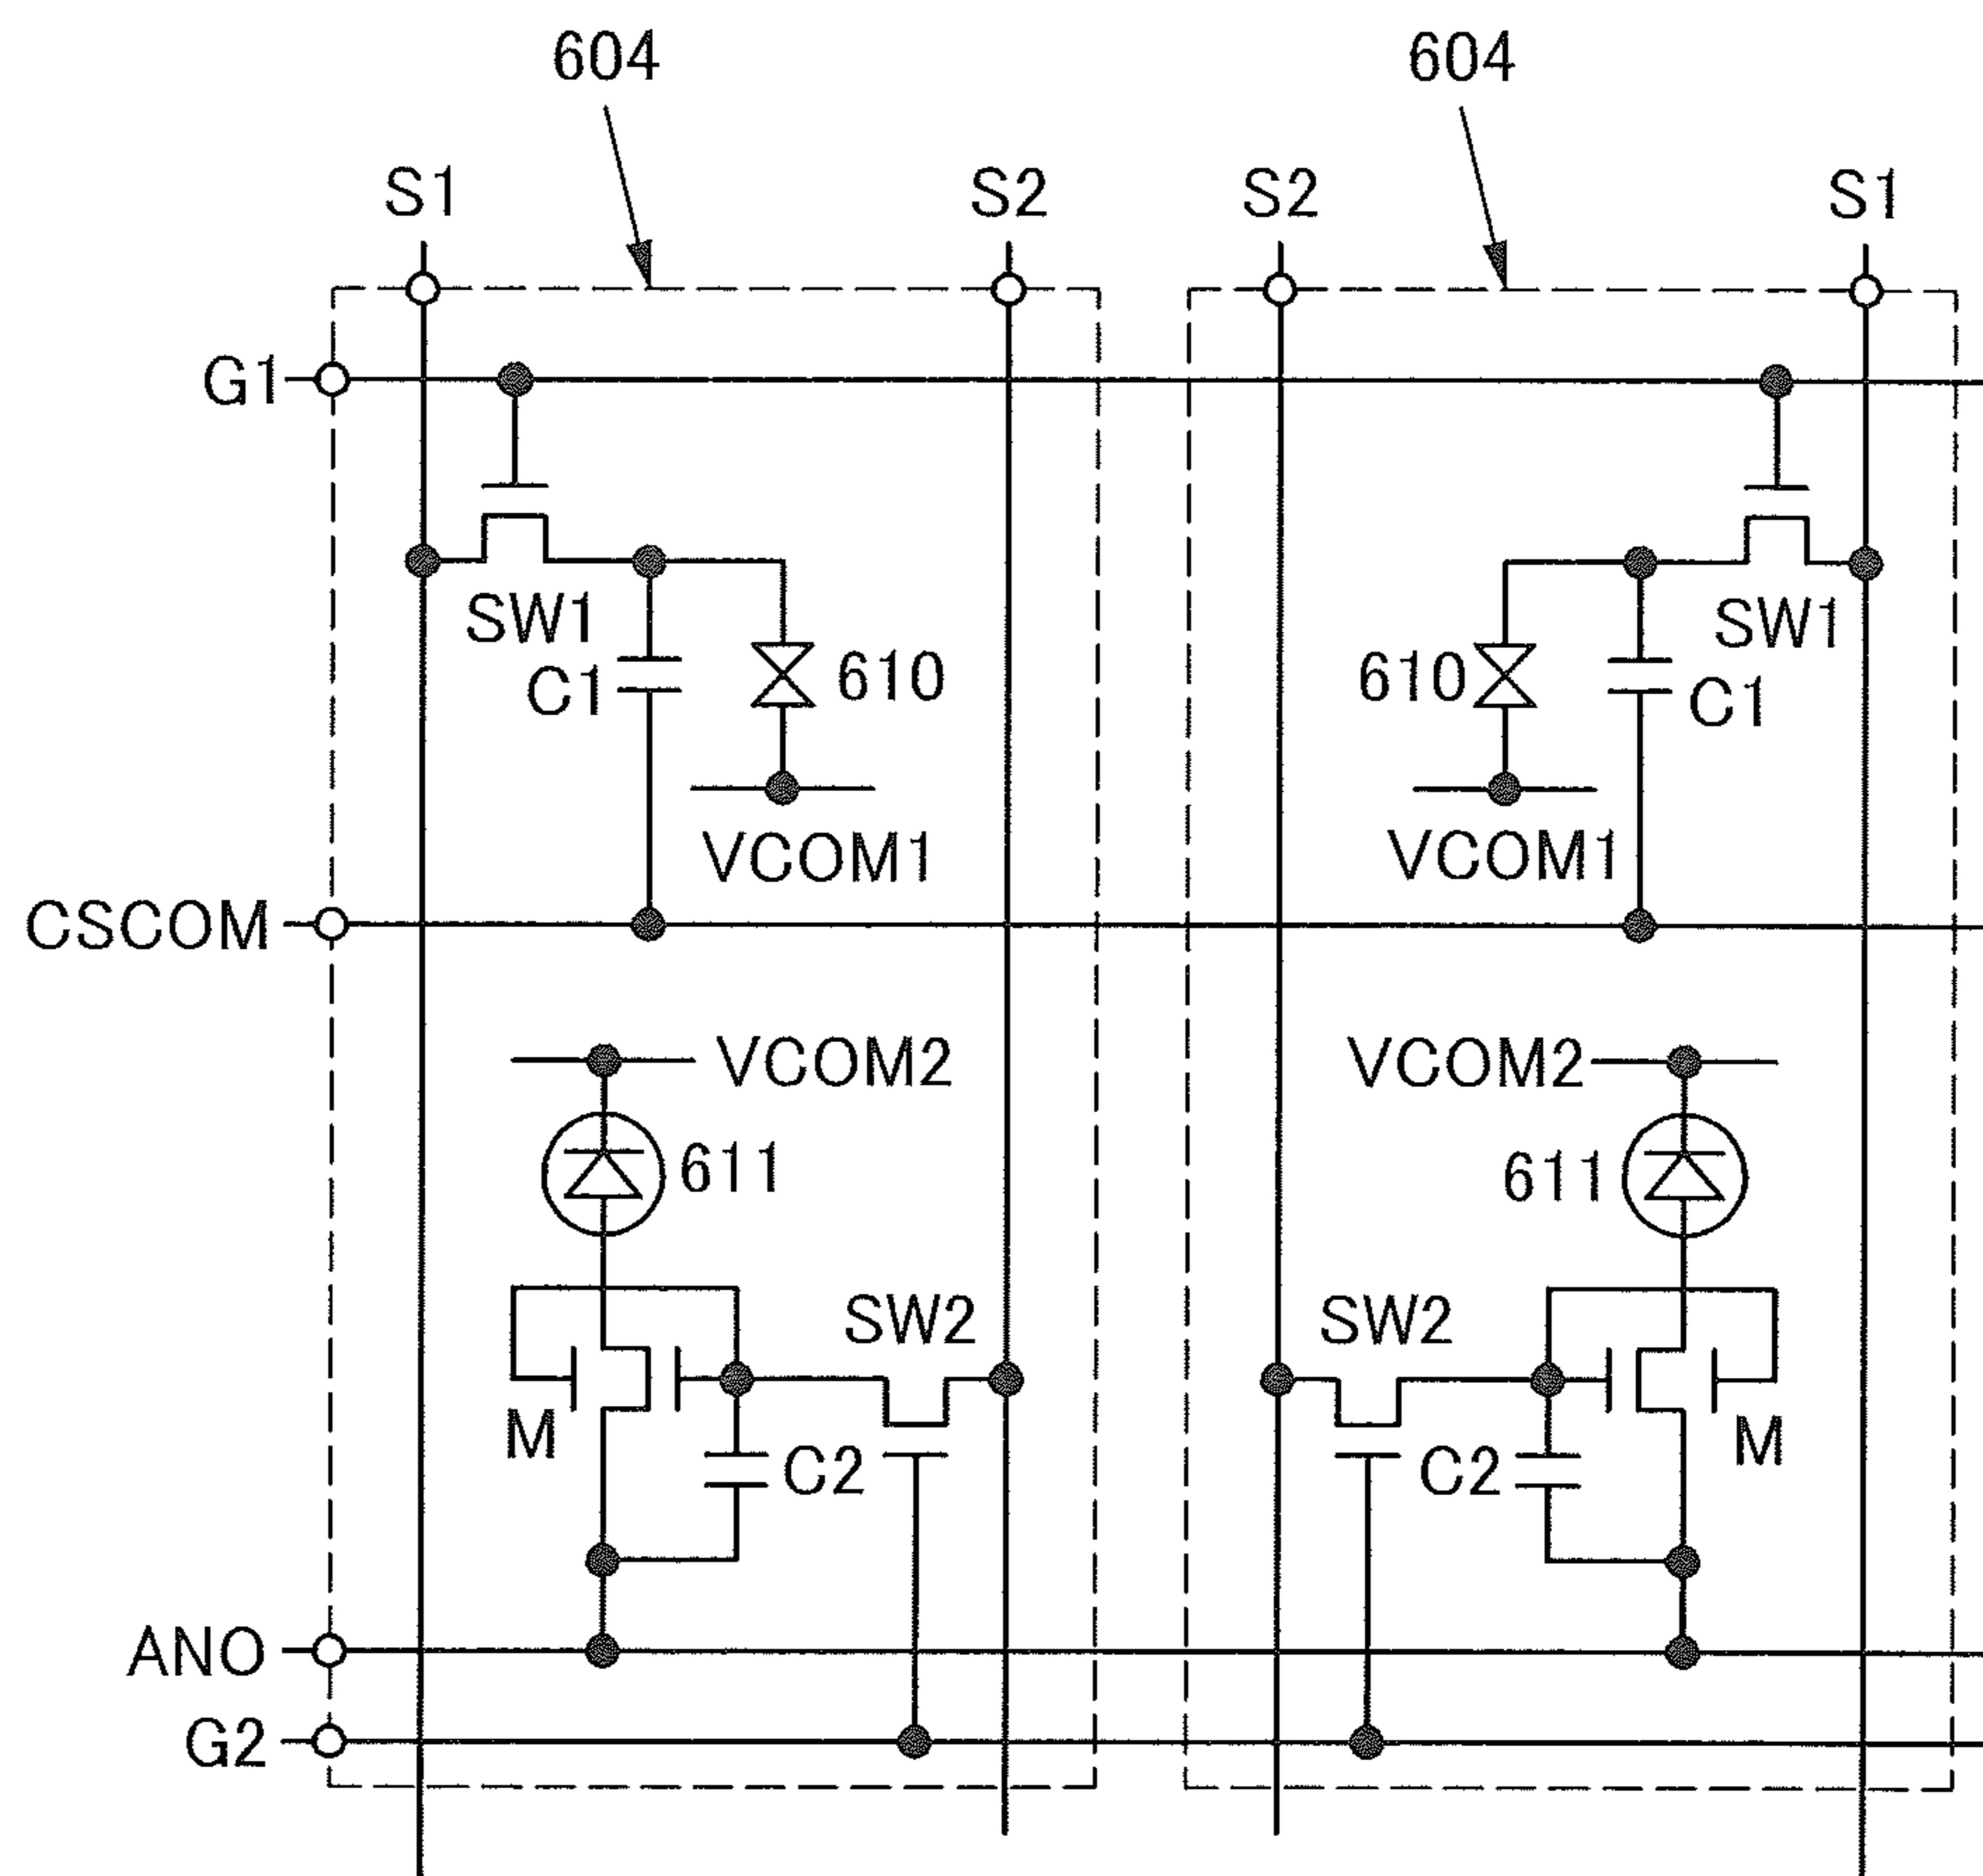 604 604
S1 S2 S2 S1
G1
SW1 SW1
C1 610 610 C1
VCOM1 VCOM1
CSCOM
VCOM2 VCOM2
611 611
SW2 SW2
M C2 C2 M
ANO
G2